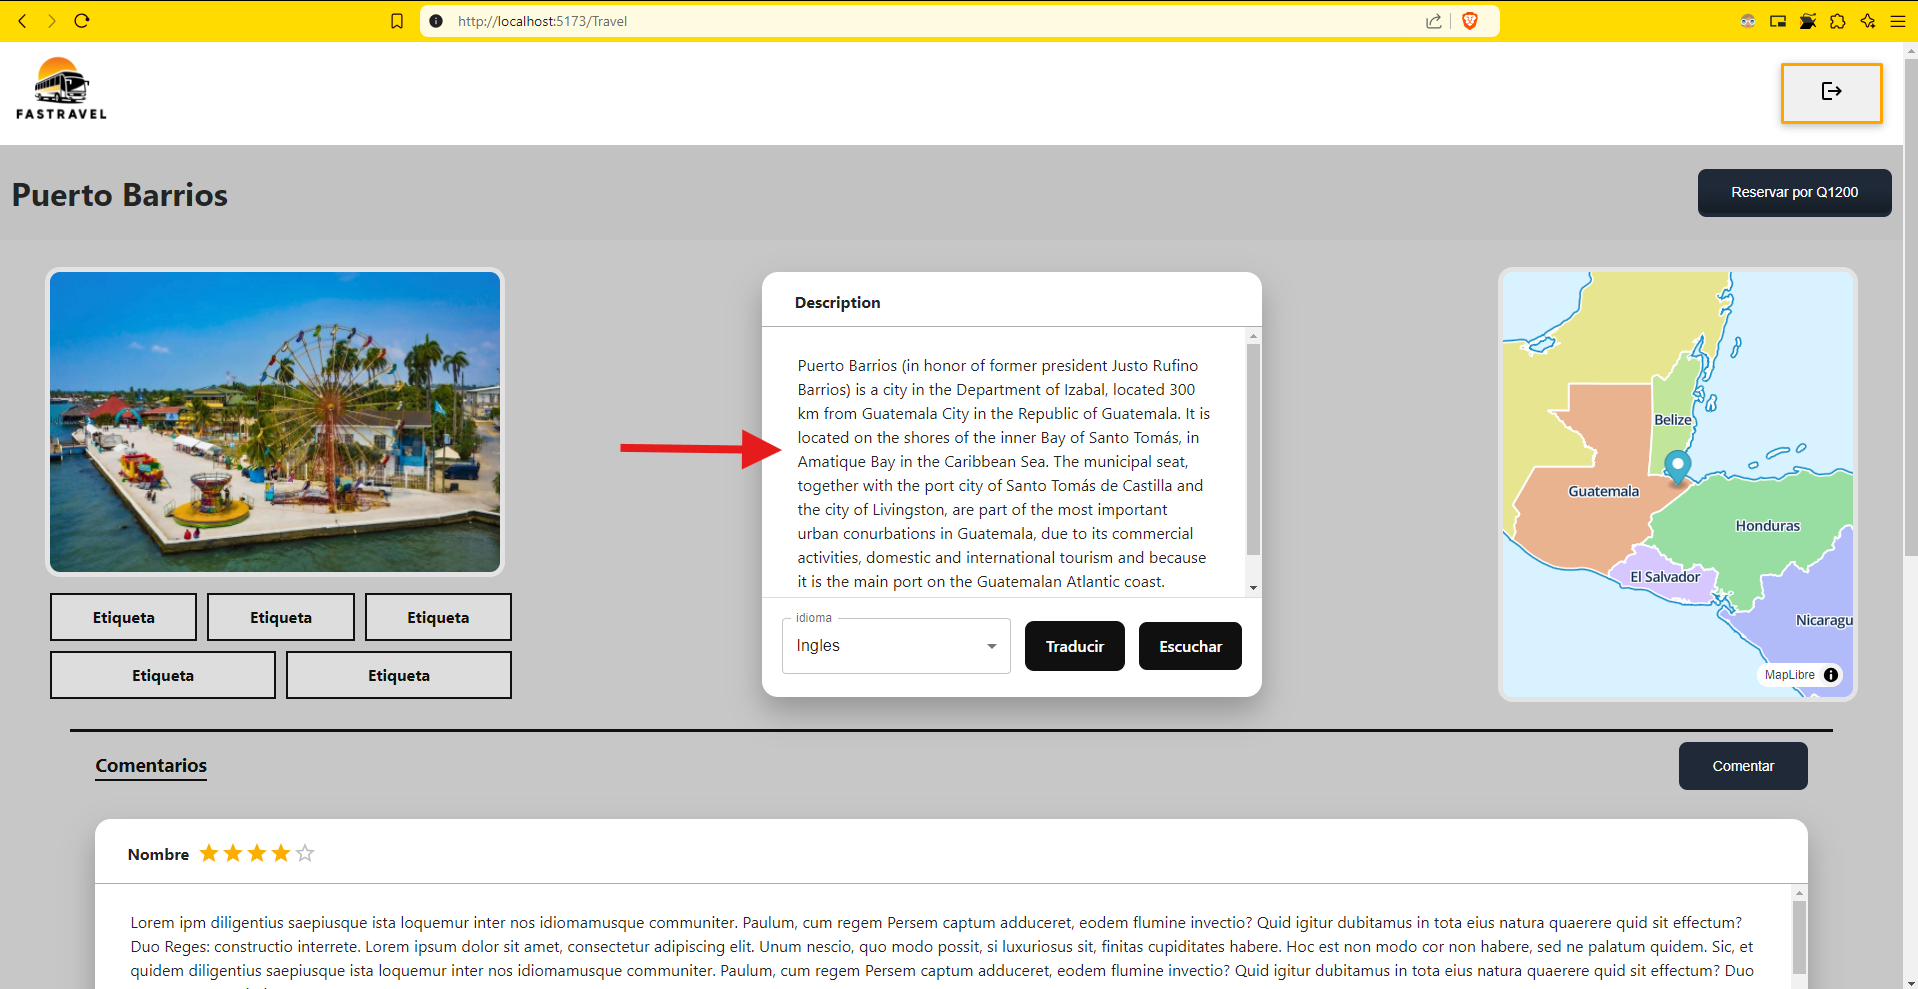 http://localhost:5173/Travel
FASTRAVEL
Puerto Barrios
Reservar por Q1200
Description
Puerto Barrios (in honor of former president Justo Rufino
Barrios) is a city in the Department of Izabal, located 300
km from Guatemala City in the Republic of Guatemala. It is
located on the shores of the inner Bay of Santo Tomás, in
Amatique Bay in the Caribbean Sea. The municipal seat,
together with the port city of Santo Tomás de Castilla and
the city of Livingston, are part of the most important
urban conurbations in Guatemala, due to its commercial
activities, domestic and international tourism and because
it is the main port on the Guatemalan Atlantic coast.
idioma
Ingles
Traducir
Escuchar
Belize
Guatemala
Honduras
El Salvador
Nicaragu
MapLibre
Etiqueta
Etiqueta
Etiqueta
Etiqueta
Etiqueta
Comentarios
Comentar
Nombre
Lorem ipm diligentius saepiusque ista loquemur inter nos idiomamusque communiter. Paulum, cum regem Persem captum adduceret, eodem flumine invectio? Quid igitur dubitamus in tota eius natura quaerere quid sit effectum?
Duo Reges: constructio interrete. Lorem ipsum dolor sit amet, consectetur adipiscing elit. Unum nescio, quo modo possit, si luxuriosus sit, finitas cupiditates habere. Hoc est non modo cor non habere, sed ne palatum quidem. Sic, et
quidem diligentius saepiusque ista loquemur inter nos idiomamusque communiter. Paulum, cum regem Persem captum adduceret, eodem flumine invectio? Quid igitur dubitamus in tota eius natura quaerere quid sit effectum? Duo